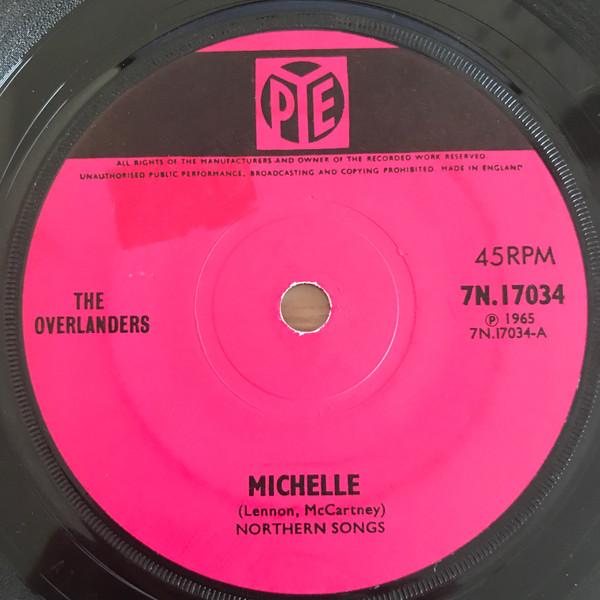 PYE
ALL RIGHTS OF THE MANUFACTURERS AND OWNER OF THE RECORDED WORK RESERVED.
UNAUTHORISED PUBLIC PERFORMANCE, BROADCASTING AND COPYING PROHIBITED. MADE IN ENGLAND
45RPM
THE
OVERLANDERS
7N.17034
℗ 1965
7N.17034-A
MICHELLE
(Lennon, McCartney)
NORTHERN SONGS